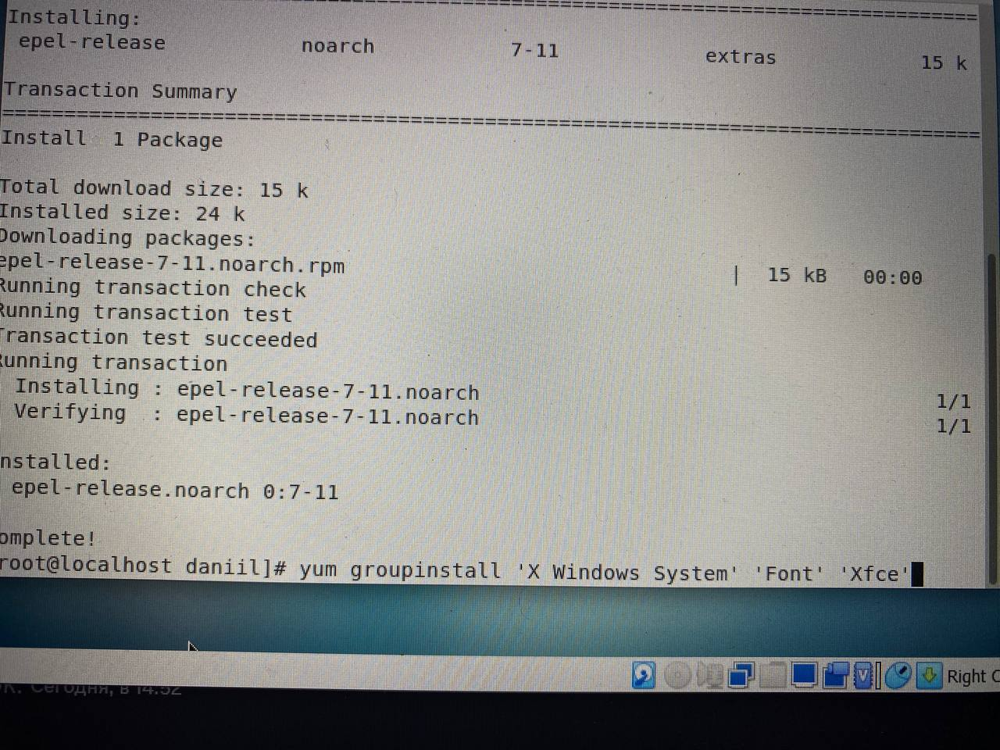 Installing:
epel-release noarch 7-11 extras 15 k
Transaction Summary
Install 1 Package
Total download size: 15 k
Installed size: 24 k
Downloading packages:
epel-release-7-11.noarch.rpm | 15 kB 00:00
Running transaction check
Running transaction test
Transaction test succeeded
Running transaction
Installing : epel-release-7-11.noarch 1/1
Verifying : epel-release-7-11.noarch 1/1
nstalled:
epel-release.noarch 0:7-11
omplete!
root@localhost daniil]# yum groupinstall 'X Windows System' 'Font' 'Xfce'
V
Right C
Сегодня, в 14:52